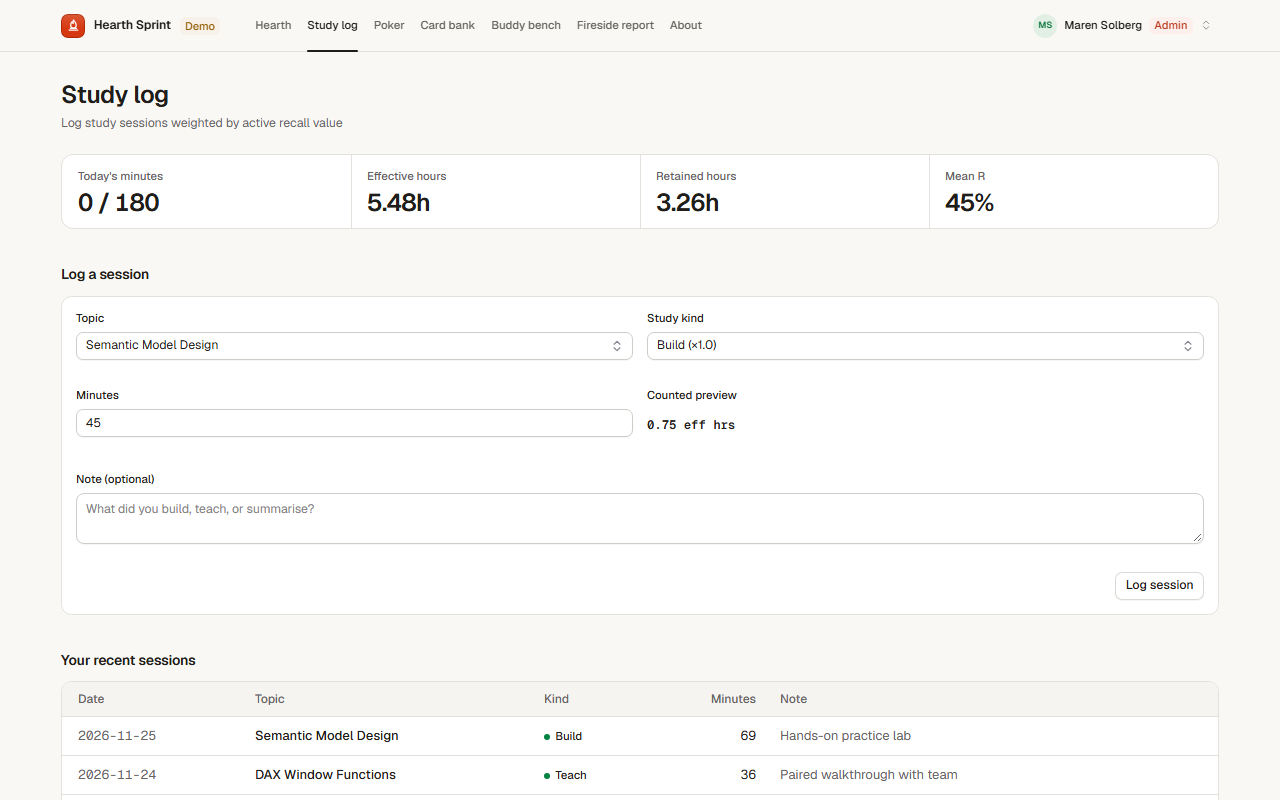 Hearth Sprint Demo Hearth Study log Poker Card bank Buddy bench Fireside report About MS Maren Solberg Admin
Study log
Log study sessions weighted by active recall value
Today's minutes Effective hours Retained hours Mean R
0 / 180 5.48h 3.26h 45%
Log a session
Topic Study kind
Semantic Model Design Build (×1.0)
Minutes Counted preview
45 0.75 eff hrs
Note (optional)
What did you build, teach, or summarise?
Log session
Your recent sessions
Date Topic Kind Minutes Note
2026-11-25 Semantic Model Design Build 69 Hands-on practice lab
2026-11-24 DAX Window Functions Teach 36 Paired walkthrough with team